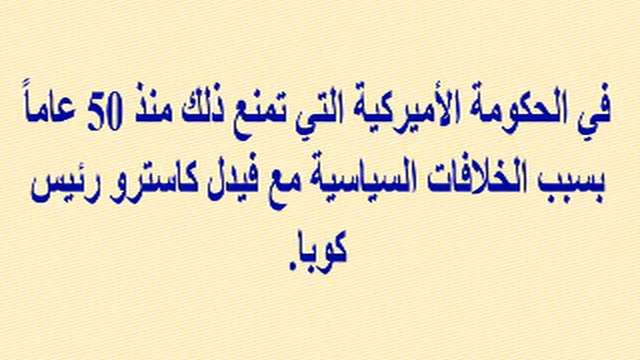 في الحكومة الأميركية التي تمنع ذلك منذ 50 عاماً
بسبب الخلافات السياسية مع فيدل كاسترو رئيس
كوبا.